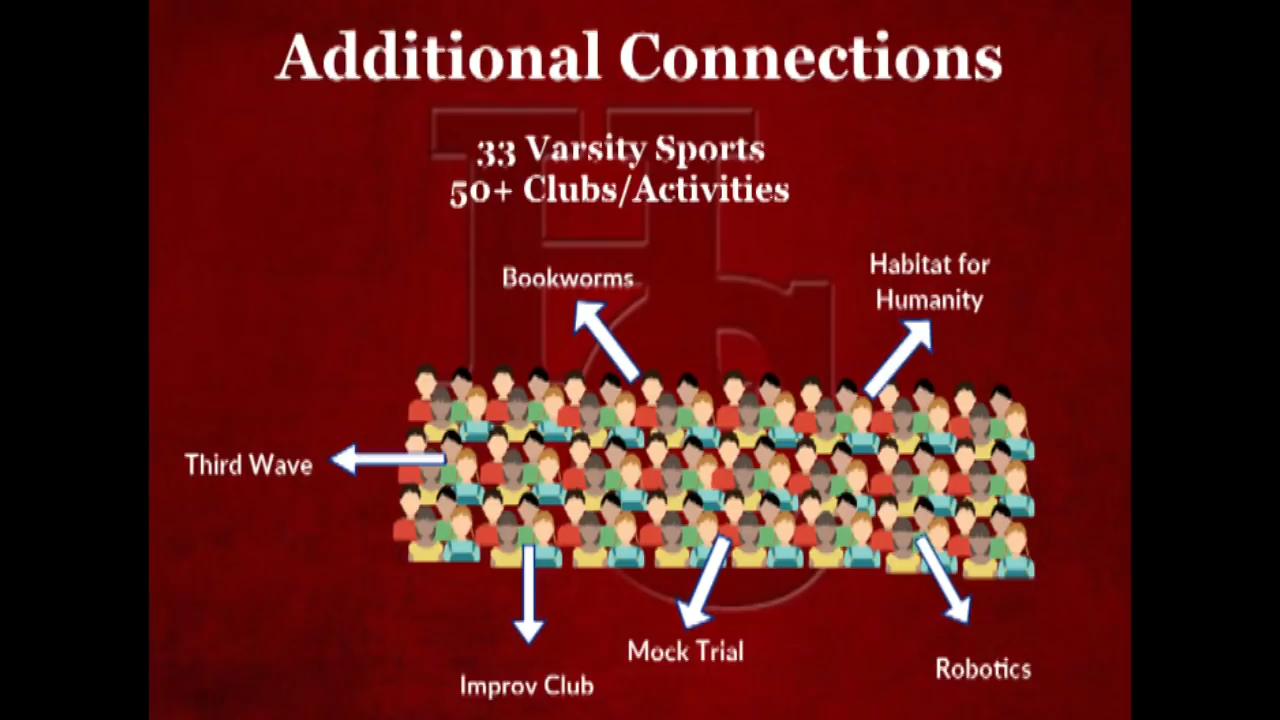 Additional Connections
33 Varsity Sports
50+ Clubs/Activities
Bookworms
Habitat for
Humanity
Third Wave
Improv Club
Mock Trial
Robotics